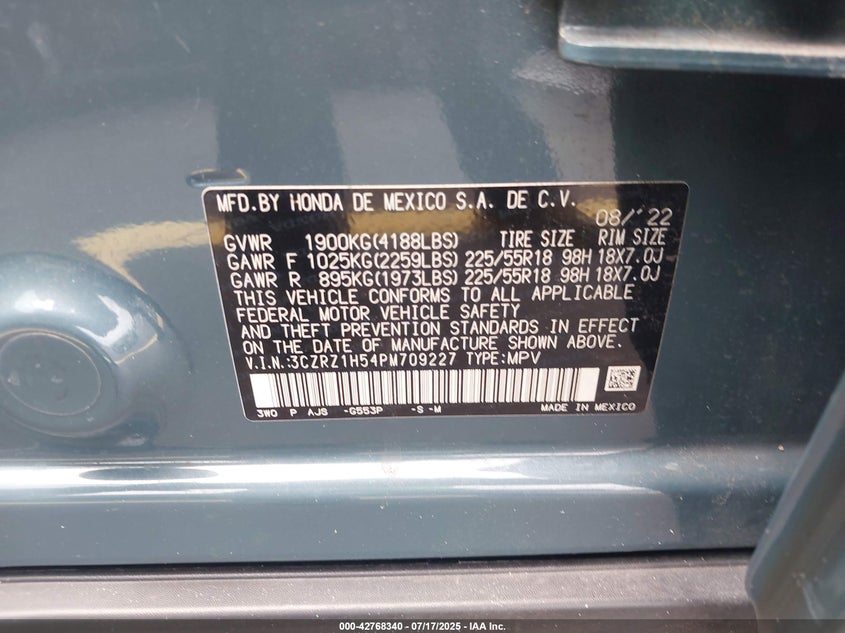 MFD.BY HONDA DE MEXICO S.A. DE C.V.
08/'22
GVWR 1900KG(4188LBS) TIRE SIZE RIM SIZE
GAWR F 1025KG(2259LBS) 225/55R18 98H 18X7.0J
GAWR R 895KG(1973LBS) 225/55R18 98H 18X7.0J
THIS VEHICLE CONFORMS TO ALL APPLICABLE
FEDERAL MOTOR VEHICLE SAFETY
AND THEFT PREVENTION STANDARDS IN EFFECT
ON THE DATE OF MANUFACTURE SHOWN ABOVE.
V.I.N.:3CZRZ1H54PM709227 TYPE:MPV
3WO P AJS -G553P -S -M MADE IN MEXICO
000-42768340 / 07/17/2025 - IAA Inc.